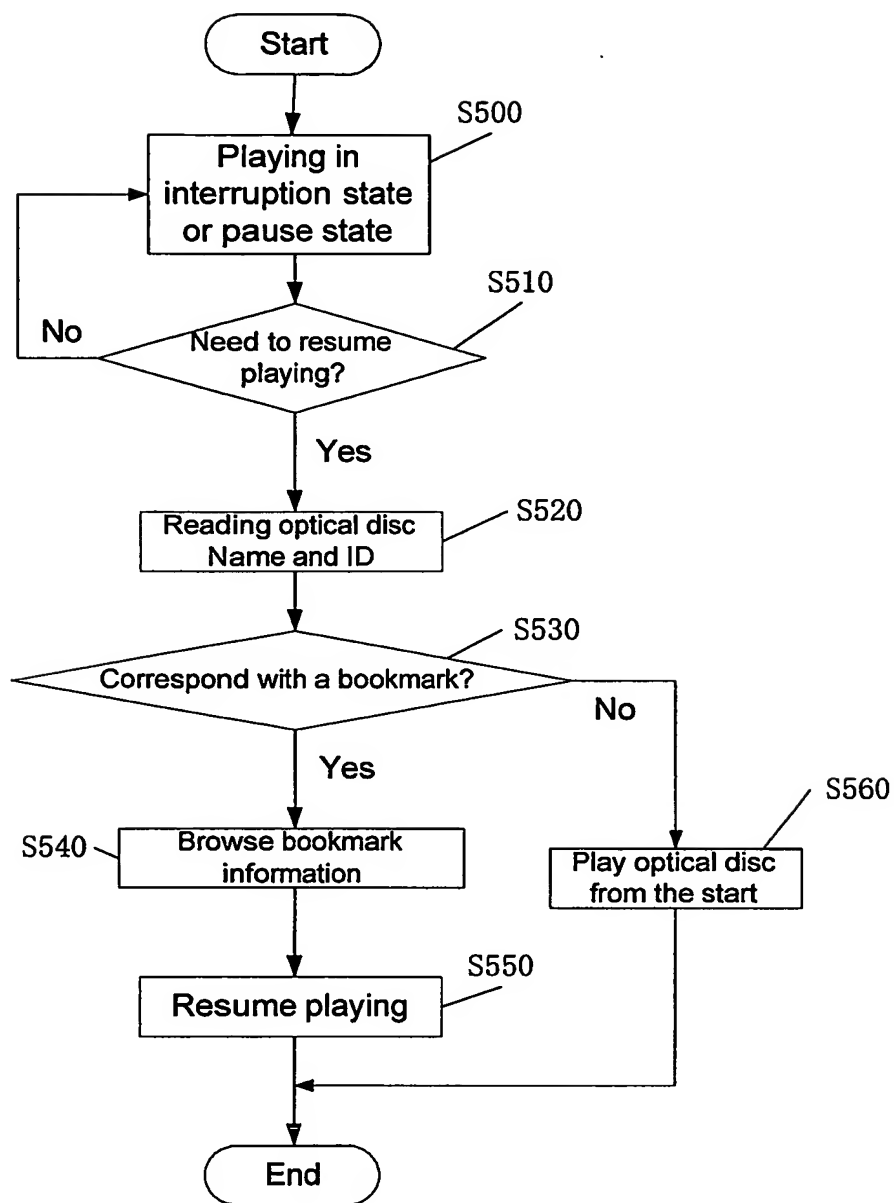 Start
S500
Playing in
interruption state
or pause state
S510
No
Need to resume
playing?
Yes
S520
Reading optical disc
Name and ID
S530
Correspond with a bookmark?
No
Yes
S560
S540
Browse bookmark
information
Play optical disc
from the start
S550
Resume playing
End